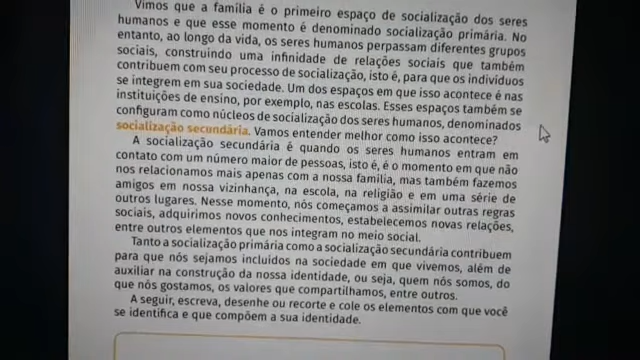 Vimos que a família é o primeiro espaço de socialização dos seres
humanos e que esse momento é denominado socialização primária. No
entanto, ao longo da vida, os seres humanos perpassam diferentes grupos
sociais, construindo uma infinidade de relações sociais que também
contribuem com seu processo de socialização, isto é, para que os indivíduos
se integrem em sua sociedade. Um dos espaços em que isso acontece é nas
instituições de ensino, por exemplo, nas escolas. Esses espaços também se
configuram como núcleos de socialização dos seres humanos, denominados
socialização secundária. Vamos entender melhor como isso acontece?
A socialização secundária é quando os seres humanos entram em
contato com um número maior de pessoas, isto é, é o momento em que não
nos relacionamos mais apenas com a nossa família, mas também fazemos
amigos em nossa vizinhança, na escola, na religião e em uma série de
outros lugares. Nesse momento, nós começamos a assimilar outras regras
sociais, adquirimos novos conhecimentos, estabelecemos novas relações,
entre outros elementos que nos integram no meio social.
Tanto a socialização primária como a socialização secundária contribuem
para que nós sejamos incluídos na sociedade em que vivemos, além de
auxiliar na construção da nossa identidade, ou seja, quem nós somos, do
que nós gostamos, os valores que compartilhamos, entre outros.
A seguir, escreva, desenhe ou recorte e cole os elementos com que você
se identifica e que compõem a sua identidade.